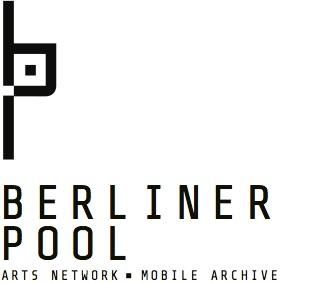 BERLINER
POOL
ARTS NETWORK ▪ MOBILE ARCHIVE